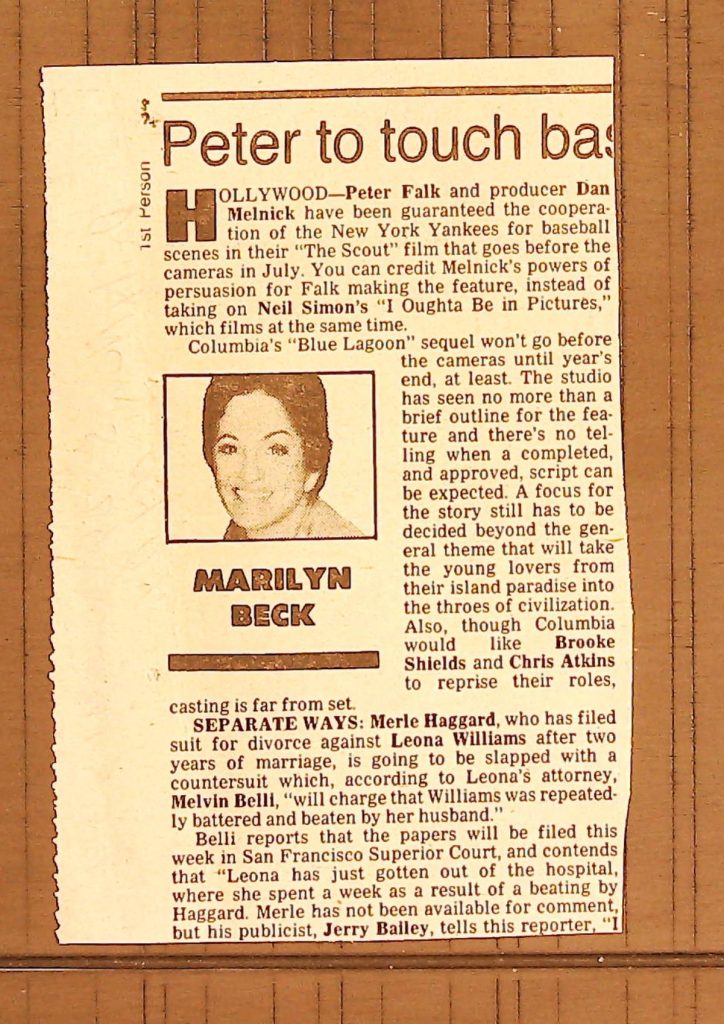 Peter to touch bas
1st Person
HOLLYWOOD—Peter Falk and producer Dan
Melnick have been guaranteed the coopera-
tion of the New York Yankees for baseball
scenes in their "The Scout" film that goes before the
cameras in July. You can credit Melnick's powers of
persuasion for Falk making the feature, instead of
taking on Neil Simon's "I Oughta Be in Pictures,"
which films at the same time.
Columbia's "Blue Lagoon" sequel won't go before
the cameras until year's
end, at least. The studio
has seen no more than a
brief outline for the fea-
ture and there's no tel-
ling when a completed,
and approved, script can
be expected. A focus for
the story still has to be
decided beyond the gen-
eral theme that will take
the young lovers from
their island paradise into
the throes of civilization.
Also, though Columbia
would like Brooke
Shields and Chris Atkins
to reprise their roles,
MARILYN
BECK
casting is far from set.
SEPARATE WAYS: Merle Haggard, who has filed
suit for divorce against Leona Williams after two
years of marriage, is going to be slapped with a
countersuit which, according to Leona's attorney,
Melvin Belli, "will charge that Williams was repeated-
ly battered and beaten by her husband."
Belli reports that the papers will be filed this
week in San Francisco Superior Court, and contends
that "Leona has just gotten out of the hospital,
where she spent a week as a result of a beating by
Haggard. Merle has not been available for comment,
but his publicist, Jerry Bailey, tells this reporter, "I